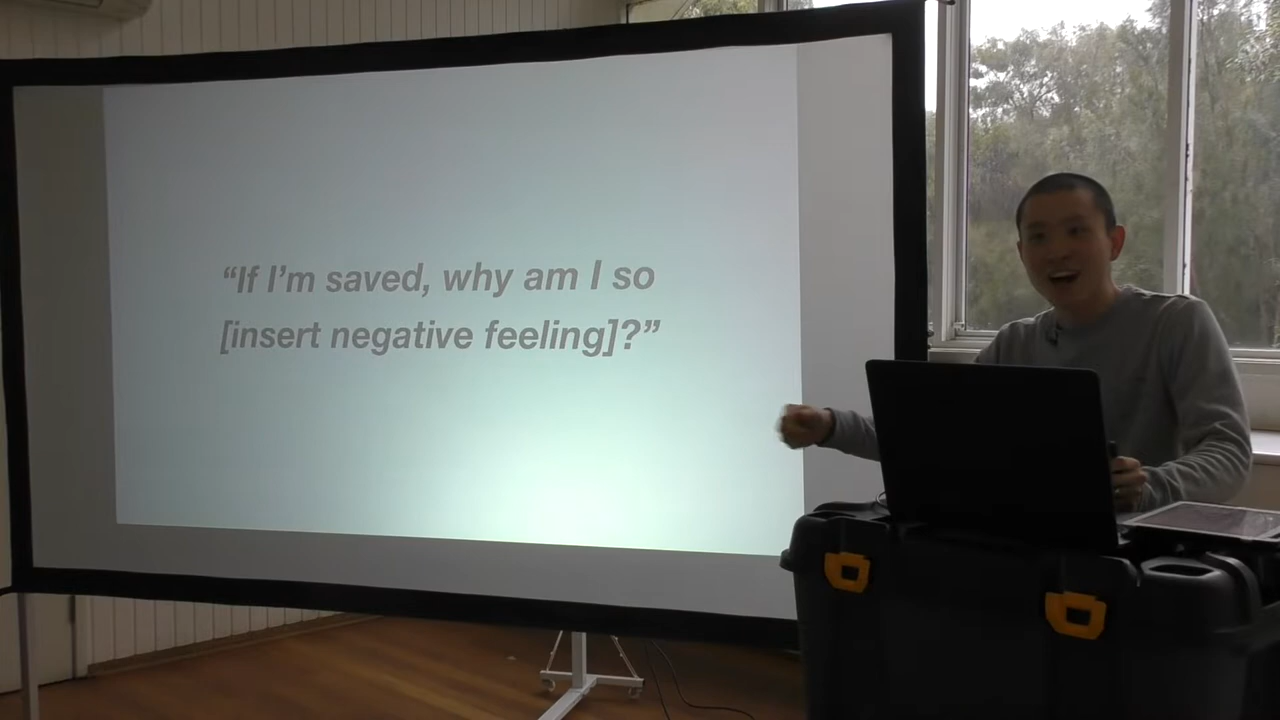 “If I’m saved, why am I so
[insert negative feeling]?”